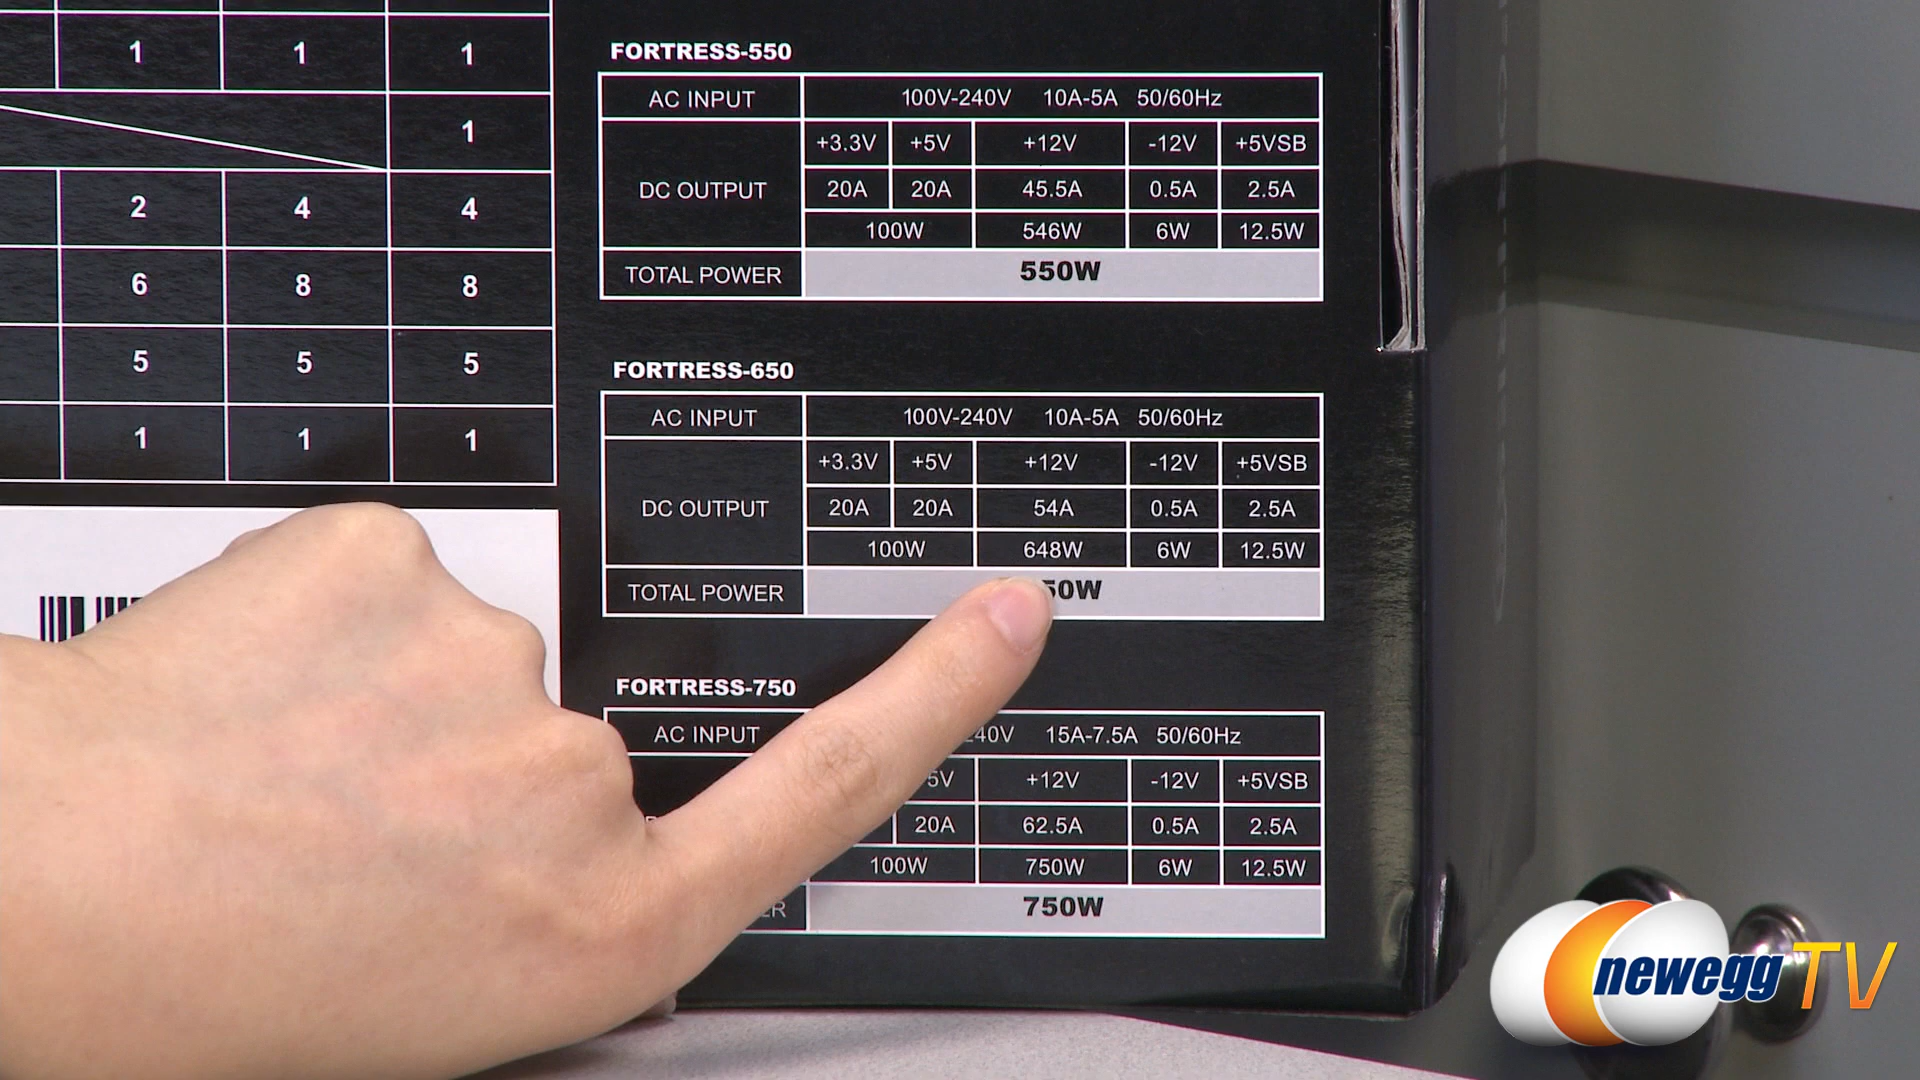 1 1 1
1
2 4 4
6 8 8
5 5 5
1 1 1
FORTRESS-550
AC INPUT 100V-240V 10A-5A 50/60Hz
+3.3V +5V +12V -12V +5VSB
DC OUTPUT 20A 20A 45.5A 0.5A 2.5A
100W 546W 6W 12.5W
TOTAL POWER 550W
FORTRESS-650
AC INPUT 100V-240V 10A-5A 50/60Hz
+3.3V +5V +12V -12V +5VSB
DC OUTPUT 20A 20A 54A 0.5A 2.5A
100W 648W 6W 12.5W
TOTAL POWER 50W
FORTRESS-750
AC INPUT 240V 15A-7.5A 50/60Hz
5V +12V -12V +5VSB
20A 62.5A 0.5A 2.5A
100W 750W 6W 12.5W
ER 750W
newegg TV